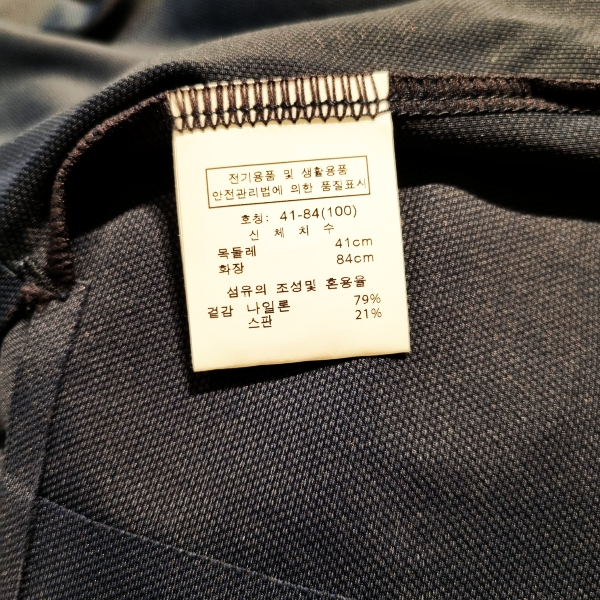 전기용품 및 생활용품
안전관리법에 의한 품질표시
호칭: 41-84(100)
신 체 치 수
목둘레 41cm
화장 84cm
섬유의 조성및 혼용율
겉감 나일론 79%
스판 21%